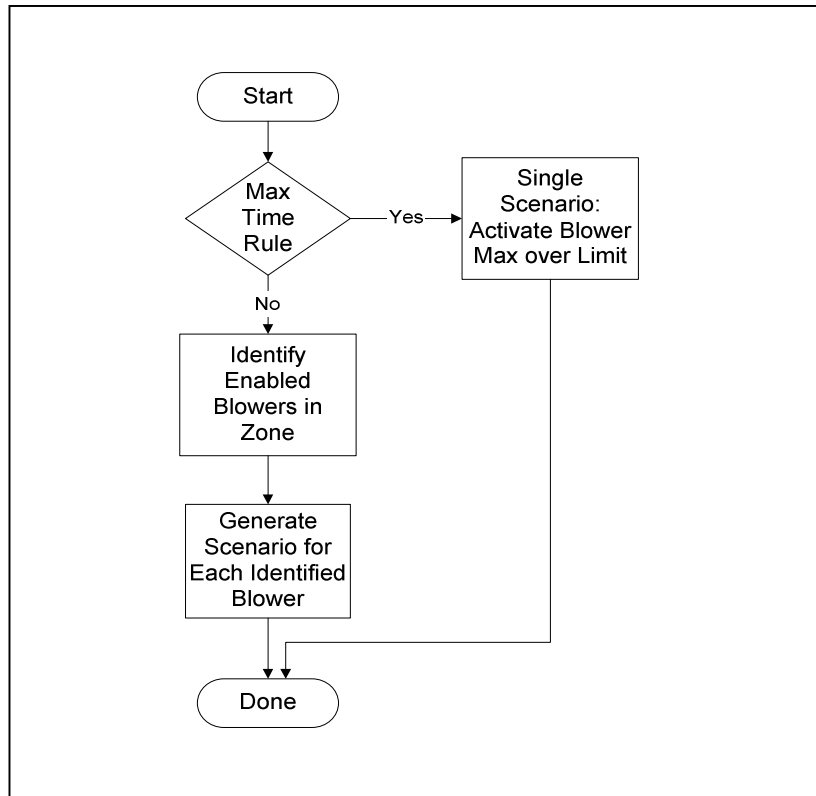 Start
Max
Time
Rule
Yes
Single
Scenario:
Activate Blower
Max over Limit
No
Identify
Enabled
Blowers in
Zone
Generate
Scenario for
Each Identified
Blower
Done